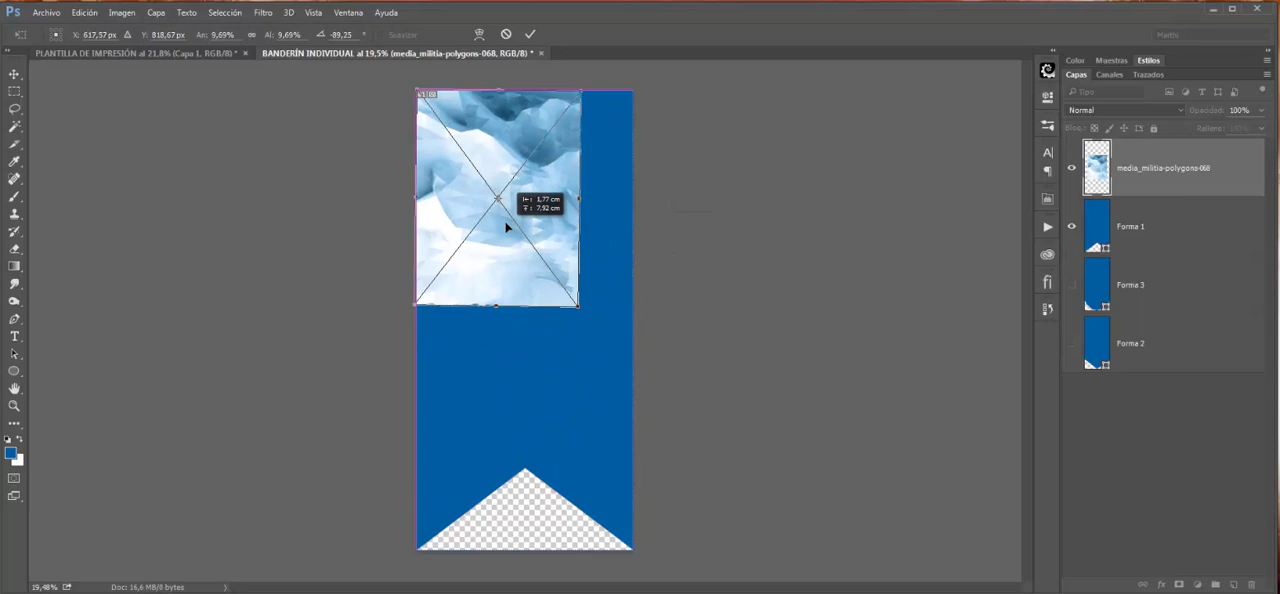 Ps Archivo Edición Imagen Capa Texto Selección Filtro 3D Vista Ventana Ayuda
X: 617,57 px Y: 818,67 px An: 9,69% Al: 9,69% -89,25 ° Suavizar Marthi
PLANTILLA DE IMPRESIÓN al 21,8% (Capa 1, RGB/8) * × BANDERÍN INDIVIDUAL al 19,5% (media_militia-polygons-068, RGB/8) * ×
Color Muestras Estilos
Capas Canales Trazados
Tipo
Normal Opacidad: 100%
Bloq.: Relleno:
media_militia-polygons-068
1,77 cm
7,92 cm
Forma 1
Forma 3
Forma 2
19,48% Doc: 16,6 MB/0 bytes